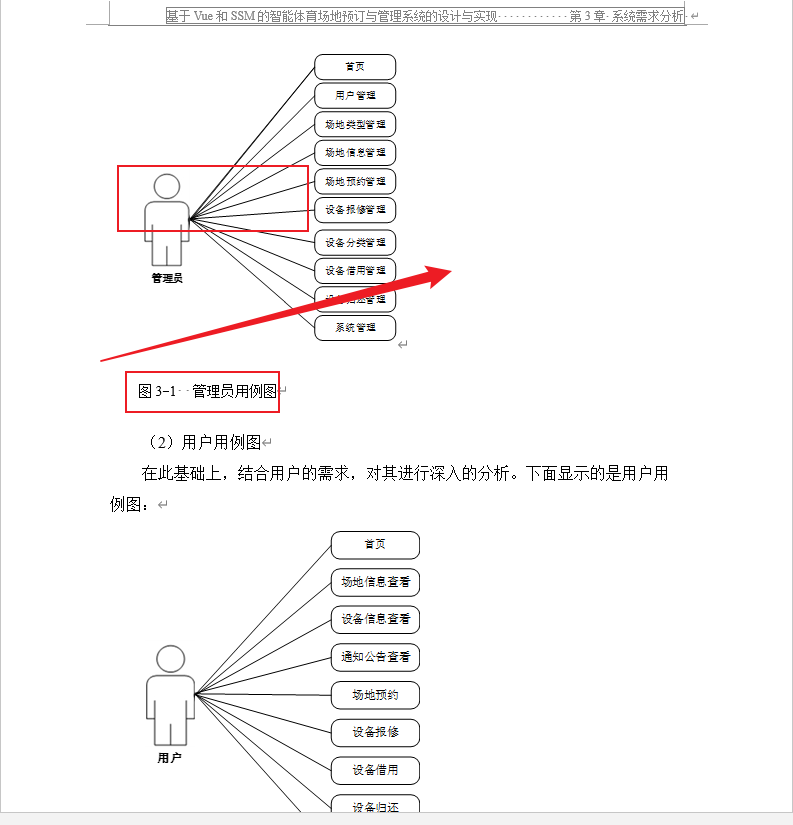 基于 Vue 和 SSM 的智能体育场地预订与管理系统的设计与实现 第 3 章 系统需求分析
首页
用户管理
场地类型管理
场地信息管理
场地预约管理
设备报修管理
设备分类管理
设备借用管理
设备归还管理
系统管理
管理员
图 3-1 管理员用例图
（2）用户用例图
在此基础上，结合用户的需求，对其进行深入的分析。下面显示的是用户用
例图：
首页
场地信息查看
设备信息查看
通知公告查看
场地预约
设备报修
设备借用
设备归还
用户